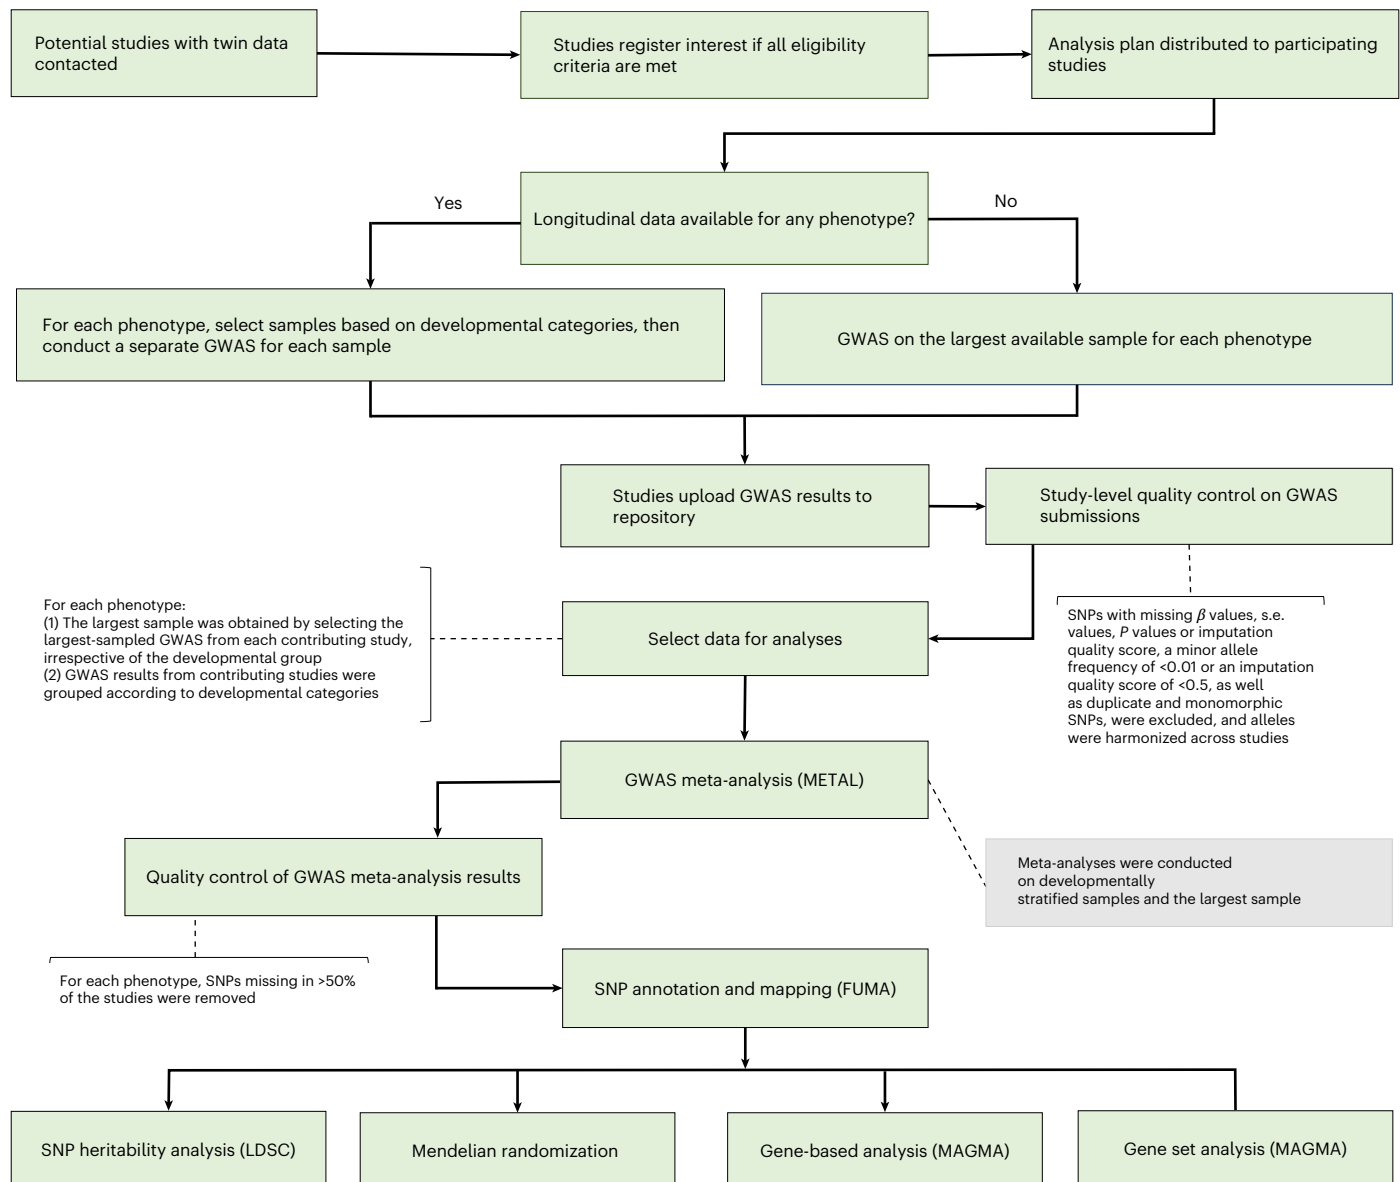 Potential studies with twin data
contacted
Studies register interest if all eligibility
criteria are met
Analysis plan distributed to participating
studies
Longitudinal data available for any phenotype?
Yes
No
For each phenotype, select samples based on developmental categories, then
conduct a separate GWAS for each sample
GWAS on the largest available sample for each phenotype
Studies upload GWAS results to
repository
Study-level quality control on GWAS
submissions
For each phenotype:
(1) The largest sample was obtained by selecting the
largest-sampled GWAS from each contributing study,
irrespective of the developmental group
(2) GWAS results from contributing studies were
grouped according to developmental categories
Select data for analyses
SNPs with missing β values, s.e.
values, P values or imputation
quality score, a minor allele
frequency of <0.01 or an imputation
quality score of <0.5, as well
as duplicate and monomorphic
SNPs, were excluded, and alleles
were harmonized across studies
GWAS meta-analysis (METAL)
Meta-analyses were conducted
on developmentally
stratified samples and the largest sample
Quality control of GWAS meta-analysis results
For each phenotype, SNPs missing in >50%
of the studies were removed
SNP annotation and mapping (FUMA)
SNP heritability analysis (LDSC)
Mendelian randomization
Gene-based analysis (MAGMA)
Gene set analysis (MAGMA)